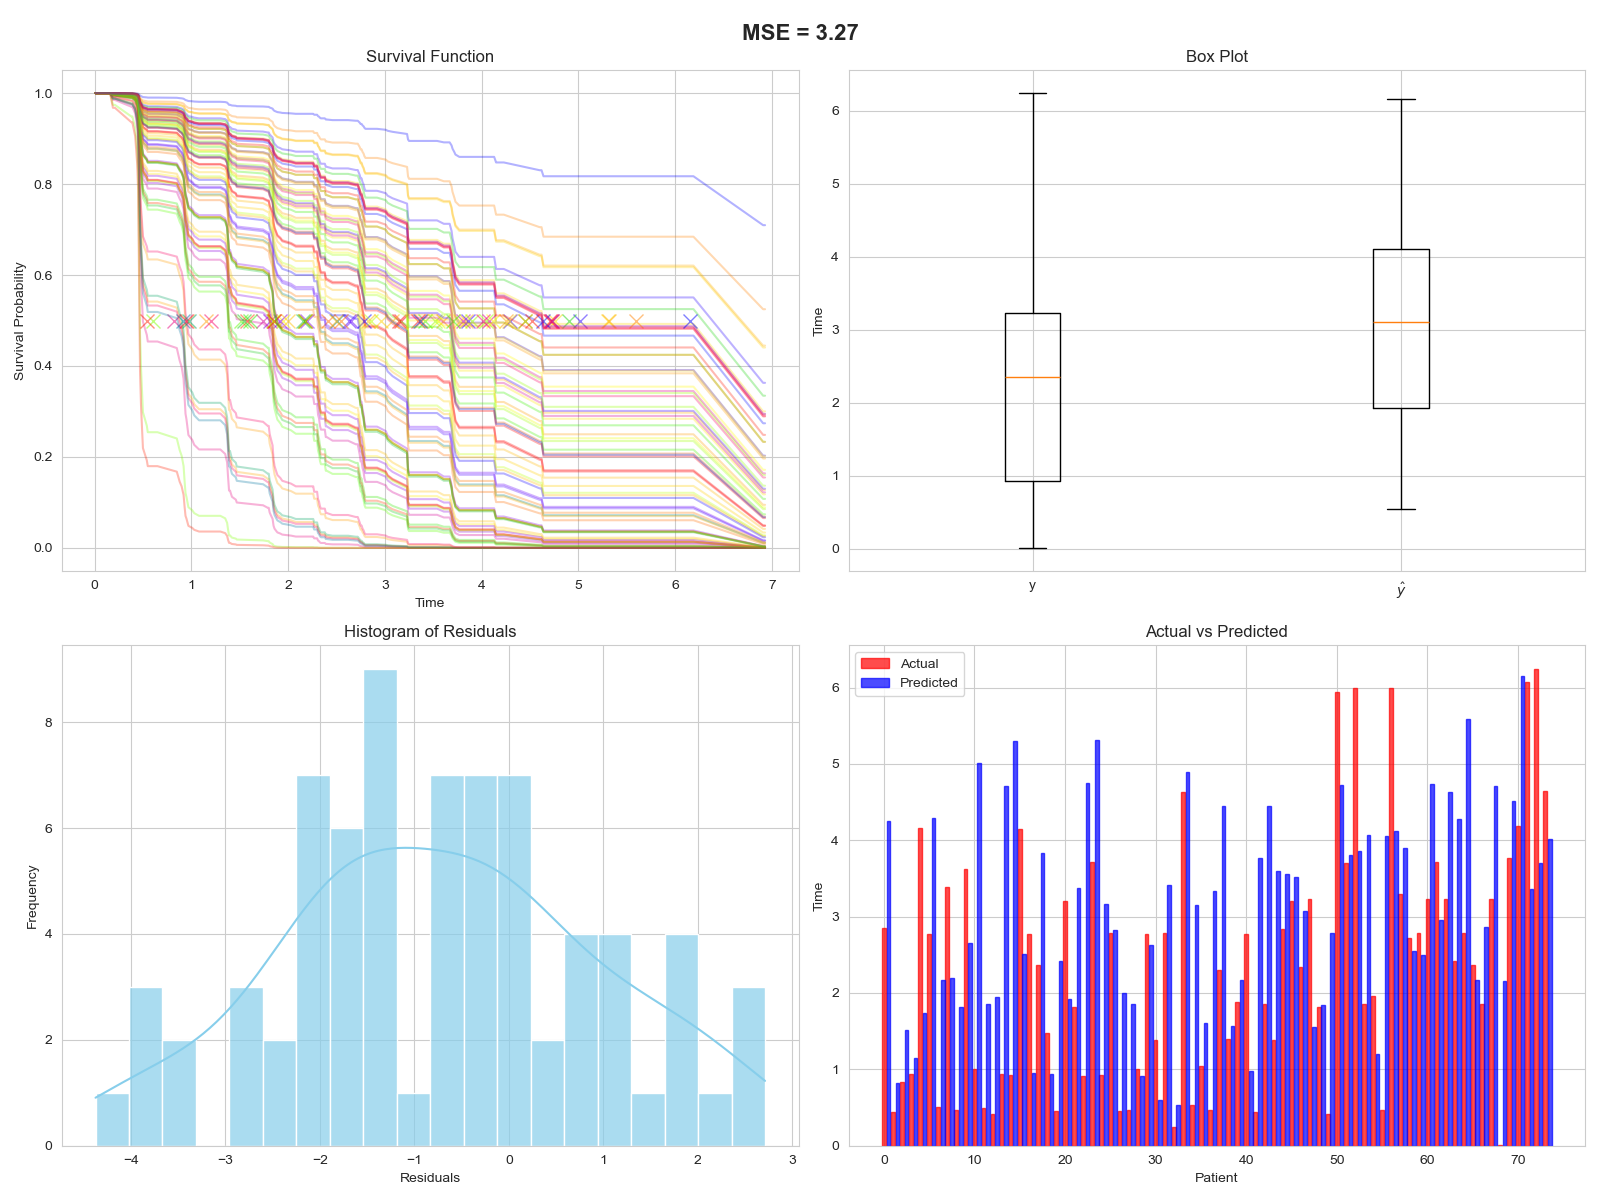 MSE = 3.27
Survival Function
Survival Probability
1.0
0.8
0.6
0.4
0.2
0.0
0 1 2 3 4 5 6 7
Time
Box Plot
Time
6
5
4
3
2
1
0
y ŷ
Histogram of Residuals
Frequency
8
6
4
2
0
−4 −3 −2 −1 0 1 2 3
Residuals
Actual vs Predicted
Actual
Predicted
Time
6
5
4
3
2
1
0
0 10 20 30 40 50 60 70
Patient